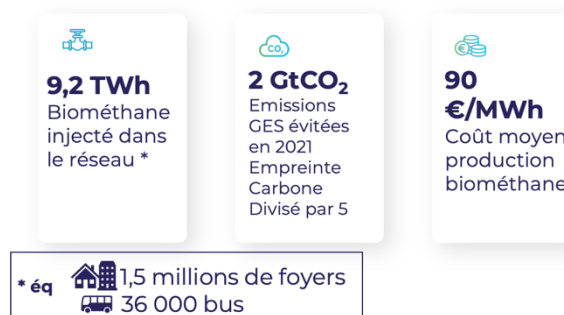 9,2 TWh
Biométhane
injecté dans
le réseau *
CO₂
2 GtCO₂
Emissions
GES évitées
en 2021
Empreinte
Carbone
Divisé par 5
€
90
€/MWh
Coût moyen
production
biométhane
* éq 1,5 millions de foyers
36 000 bus